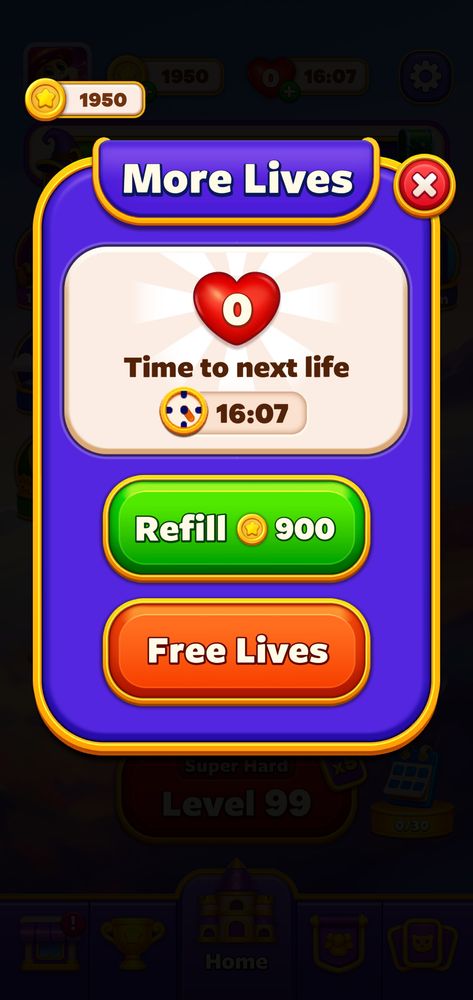 1950
0
16:07
1950
More Lives
0
Time to next life
16:07
Refill 900
Free Lives
Super Hard
x5
Level 99
0/30
!
Home